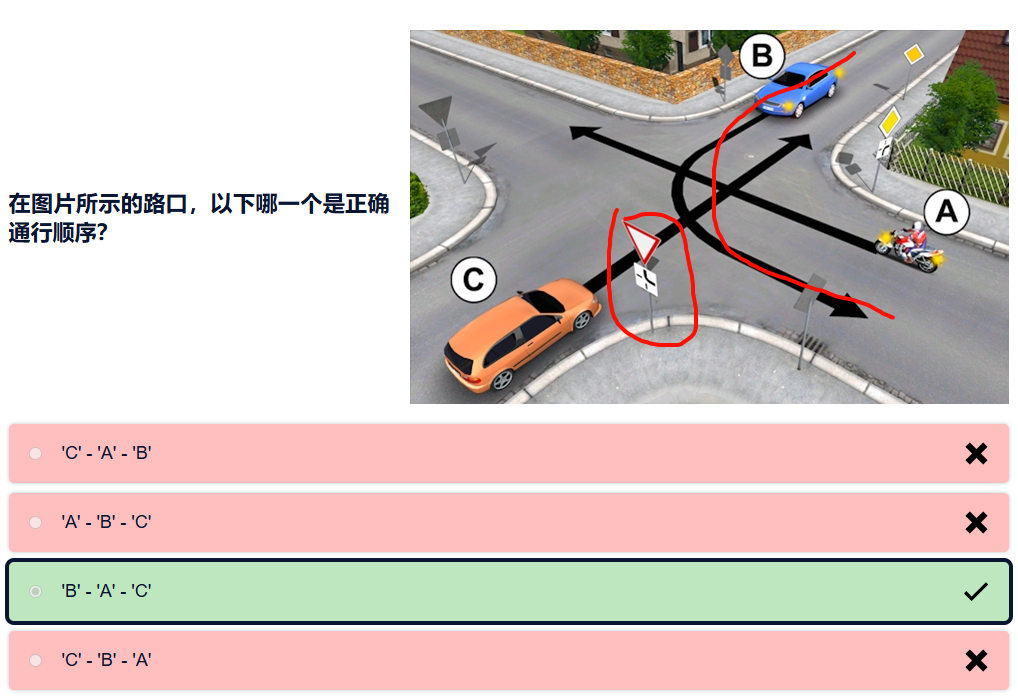 在图片所示的路口，以下哪一个是正确
通行顺序？
B
A
C
'C' - 'A' - 'B'
'A' - 'B' - 'C'
'B' - 'A' - 'C'
'C' - 'B' - 'A'